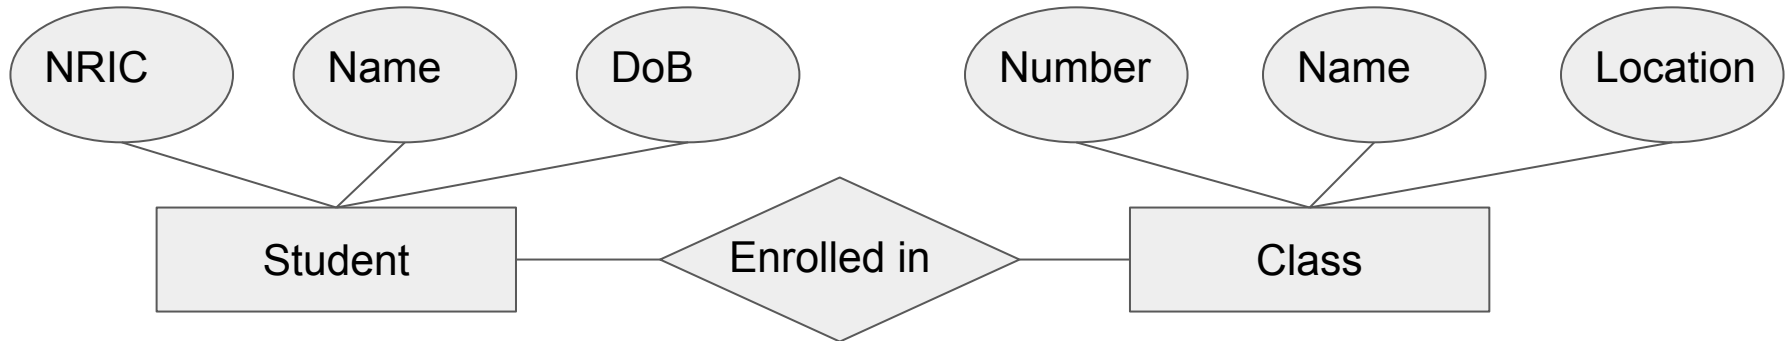 NRIC
Name
DoB
Number
Name
Location
Student
Enrolled in
Class